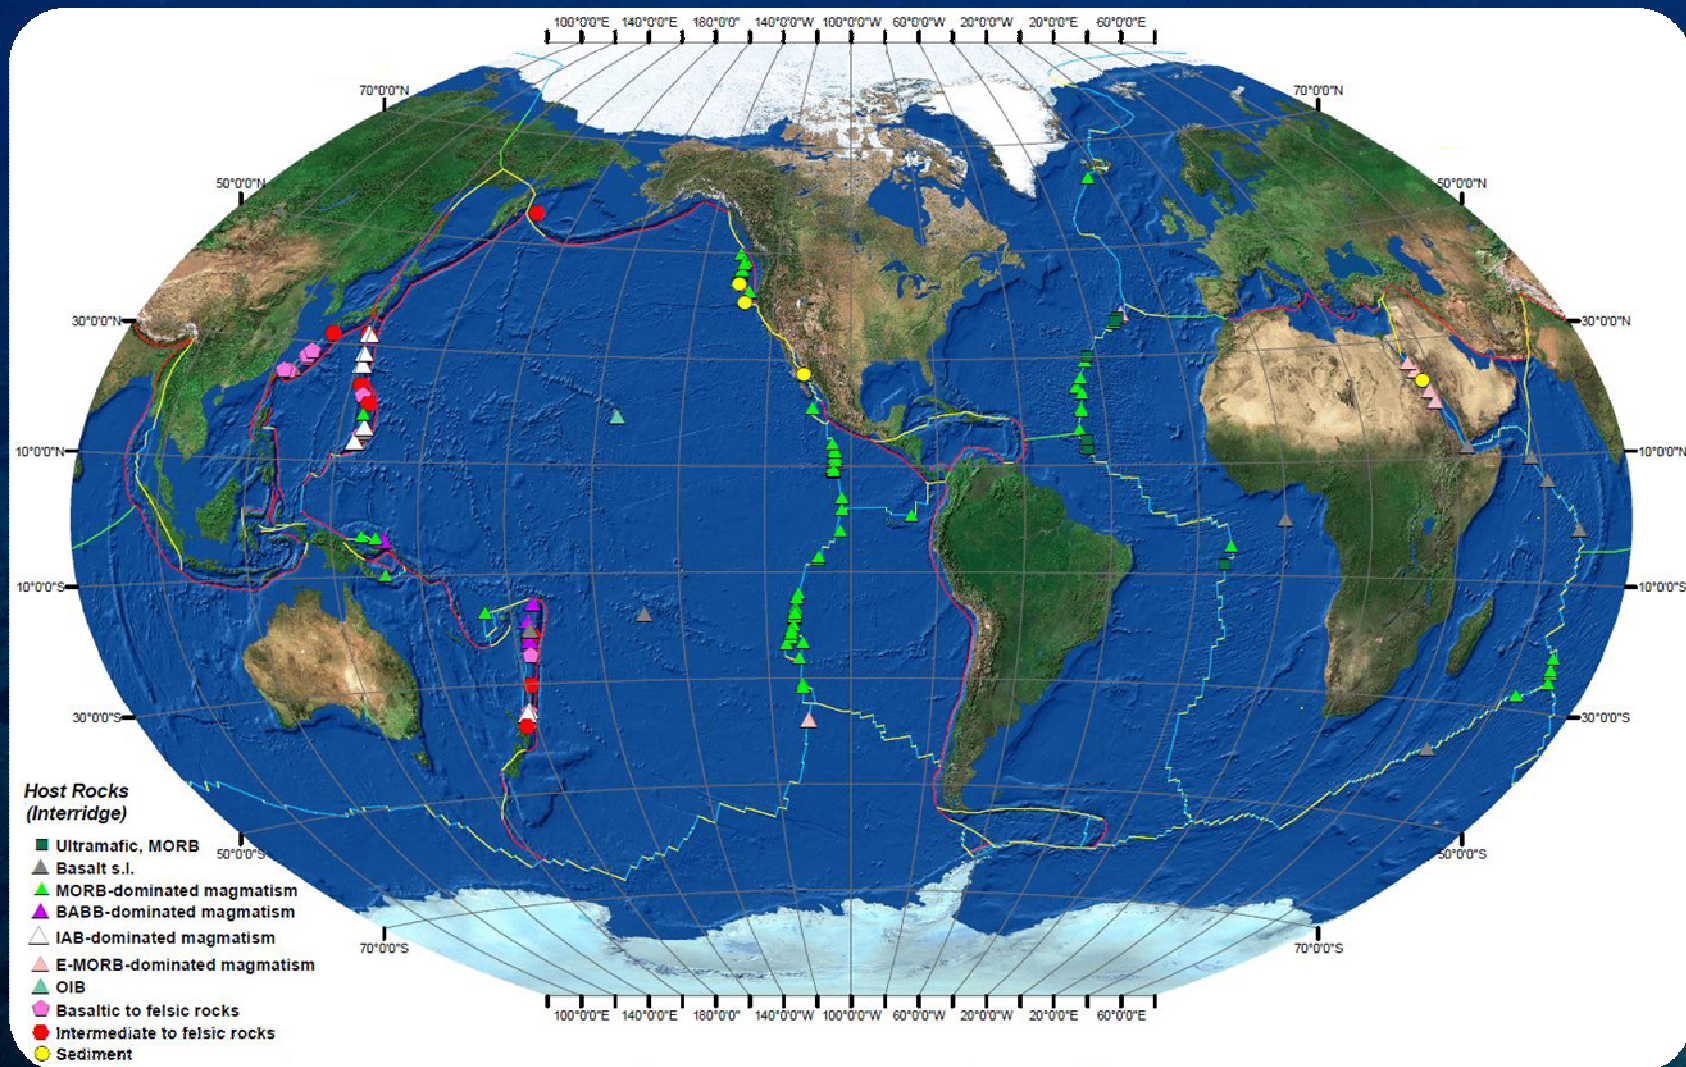 100°0'0"E 140°0'0"E 180°0'0" 140°0'0"W 100°0'0"W 60°0'0"W 20°0'0"W 20°0'0"E 60°0'0"E
70°0'0"N 70°0'0"N
50°0'0"N 50°0'0"N
30°0'0"N 30°0'0"N
10°0'0"N 10°0'0"N
10°0'0"S 10°0'0"S
30°0'0"S 30°0'0"S
50°0'0"S 50°0'0"S
70°0'0"S 70°0'0"S
Host Rocks
(Interridge)
Ultramafic, MORB
Basalt s.l.
MORB-dominated magmatism
BABB-dominated magmatism
IAB-dominated magmatism
E-MORB-dominated magmatism
OIB
Basaltic to felsic rocks
Intermediate to felsic rocks
Sediment
100°0'0"E 140°0'0"E 180°0'0" 140°0'0"W 100°0'0"W 60°0'0"W 20°0'0"W 20°0'0"E 60°0'0"E